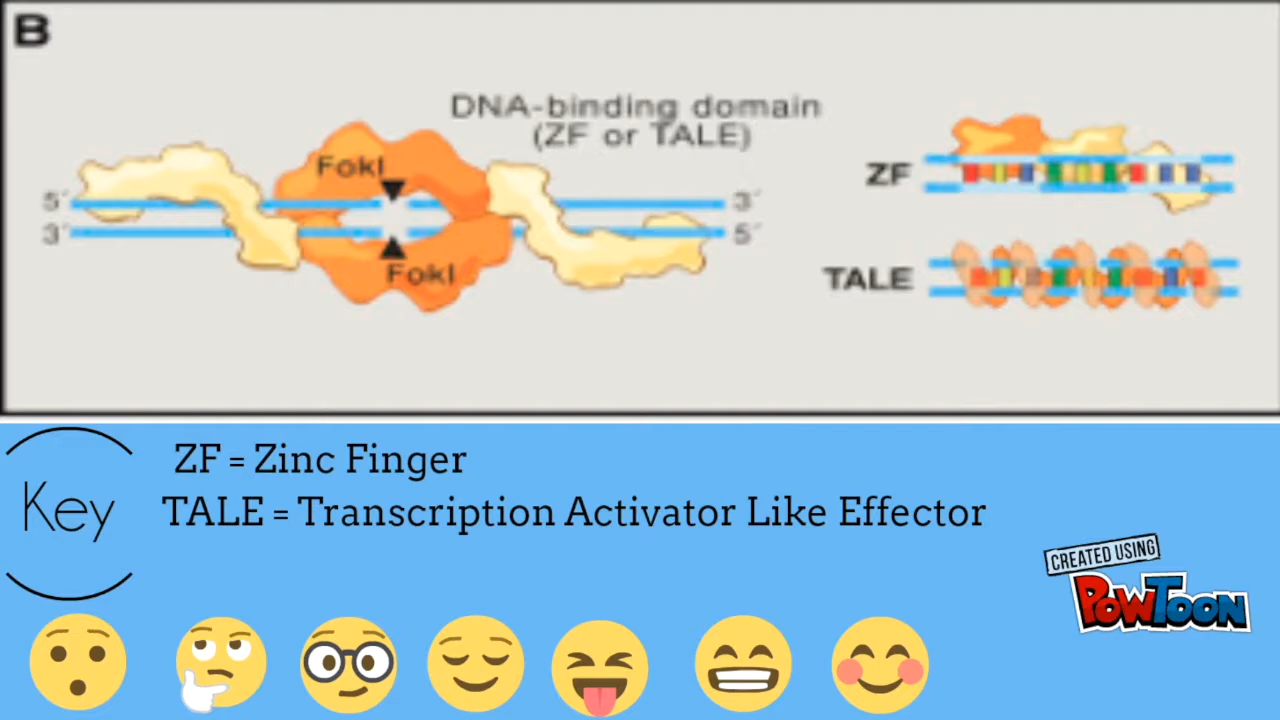 B
DNA-binding domain
(ZF or TALE)
FokI
5´
3´
3´
5´
FokI
ZF
TALE
Key
ZF = Zinc Finger
TALE = Transcription Activator Like Effector
CREATED USING
POWTOON